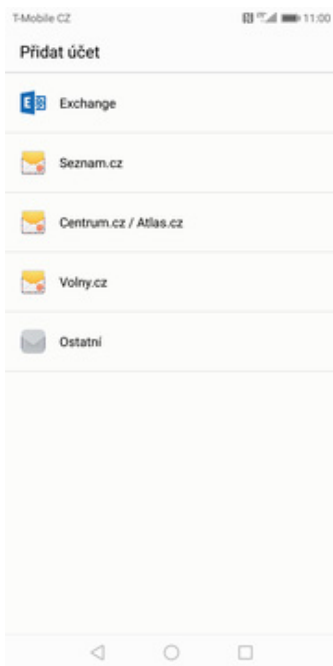 T-Mobile CZ 11:00
Přidat účet
Exchange
Seznam.cz
Centrum.cz / Atlas.cz
Volny.cz
Ostatní